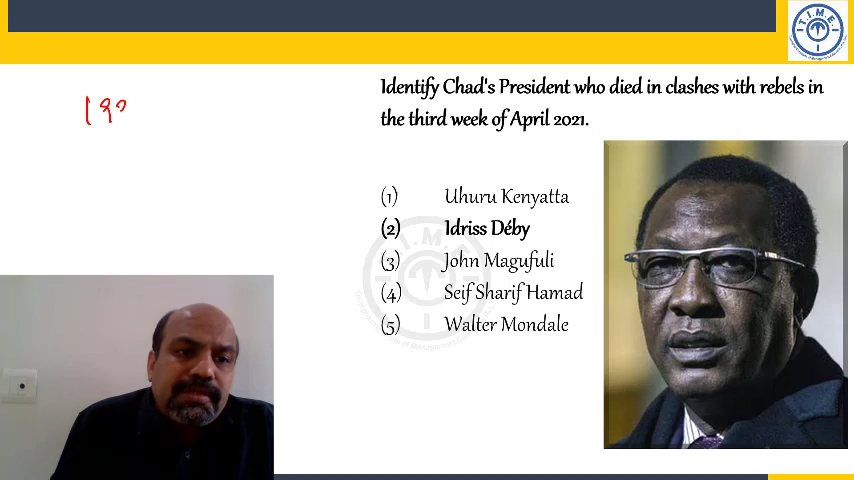 T.I.M.E.
Identify Chad's President who died in clashes with rebels in
the third week of April 2021.
(1) Uhuru Kenyatta
(2) Idriss Déby
(3) John Magufuli
(4) Seif Sharif Hamad
(5) Walter Mondale